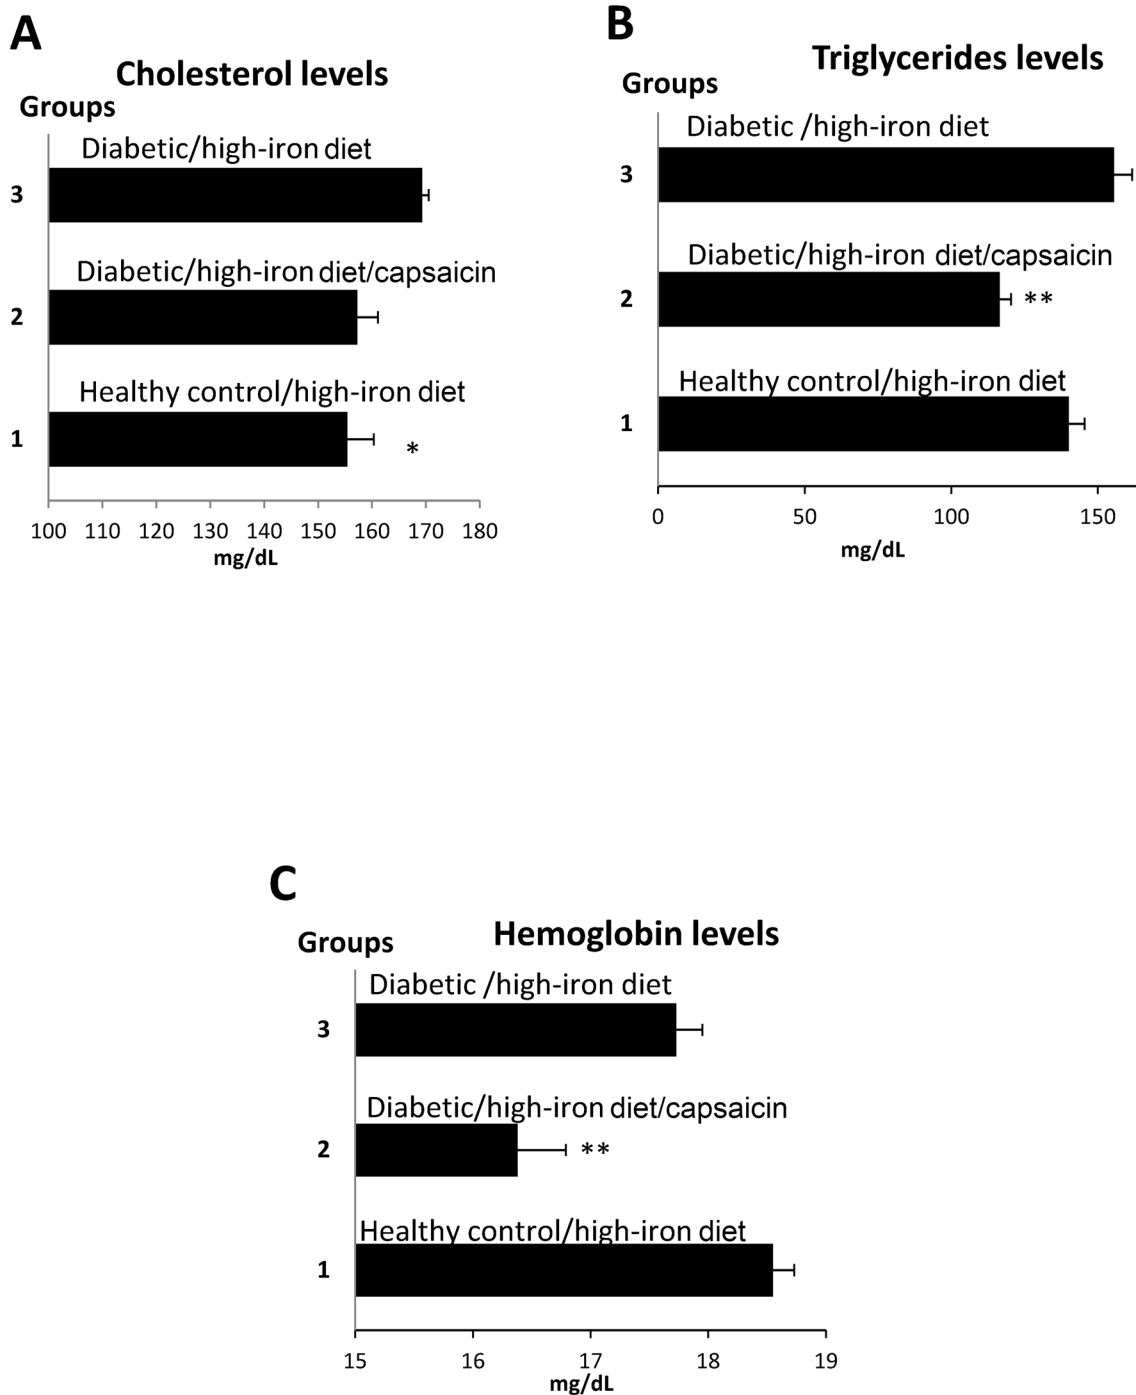 A
Cholesterol levels
Groups
Diabetic/high-iron diet
3
Diabetic/high-iron diet/capsaicin
2
Healthy control/high-iron diet
1
*
100 110 120 130 140 150 160 170 180
mg/dL
B
Triglycerides levels
Groups
Diabetic /high-iron diet
3
Diabetic/high-iron diet/capsaicin
2 **
Healthy control/high-iron diet
1
0 50 100 150
mg/dL
C
Hemoglobin levels
Groups
Diabetic /high-iron diet
3
Diabetic/high-iron diet/capsaicin
2 **
Healthy control/high-iron diet
1
15 16 17 18 19
mg/dL